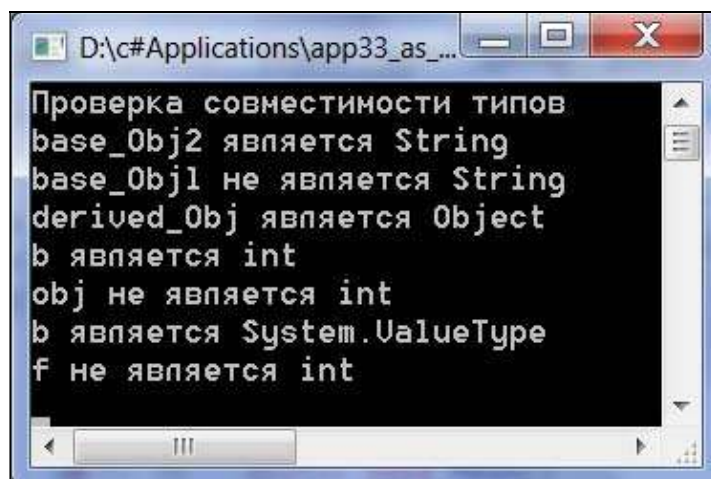 D:\c#Applications\app33_as_...
Проверка совместимости типов
base_Obj2 является String
base_Obj1 не является String
derived_Obj является Object
b является int
obj не является int
b является System.ValueType
f не является int